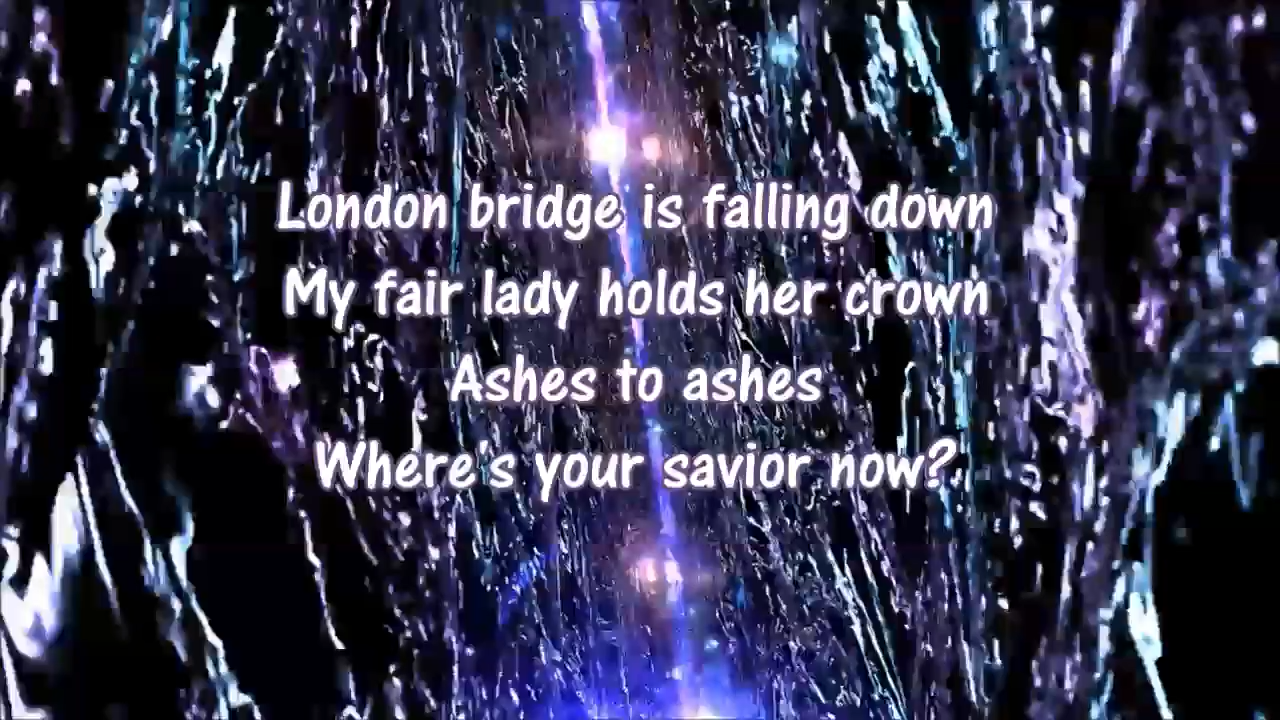 London bridge is falling down
My fair lady holds her crown
Ashes to ashes
Where's your savior now?